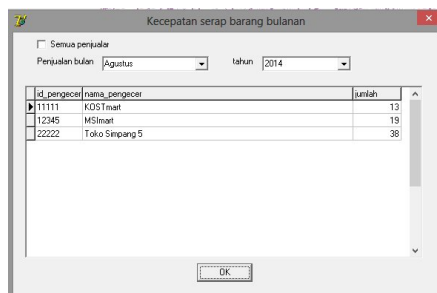 Kecepatan serap barang bulanan
Semua penjualar
Penjualan bulan Agustus tahun 2014
id_pengecer nama_pengecer jumlah
11111 KOSTmart 13
12345 MSImart 19
22222 Toko Simpang 5 38
OK